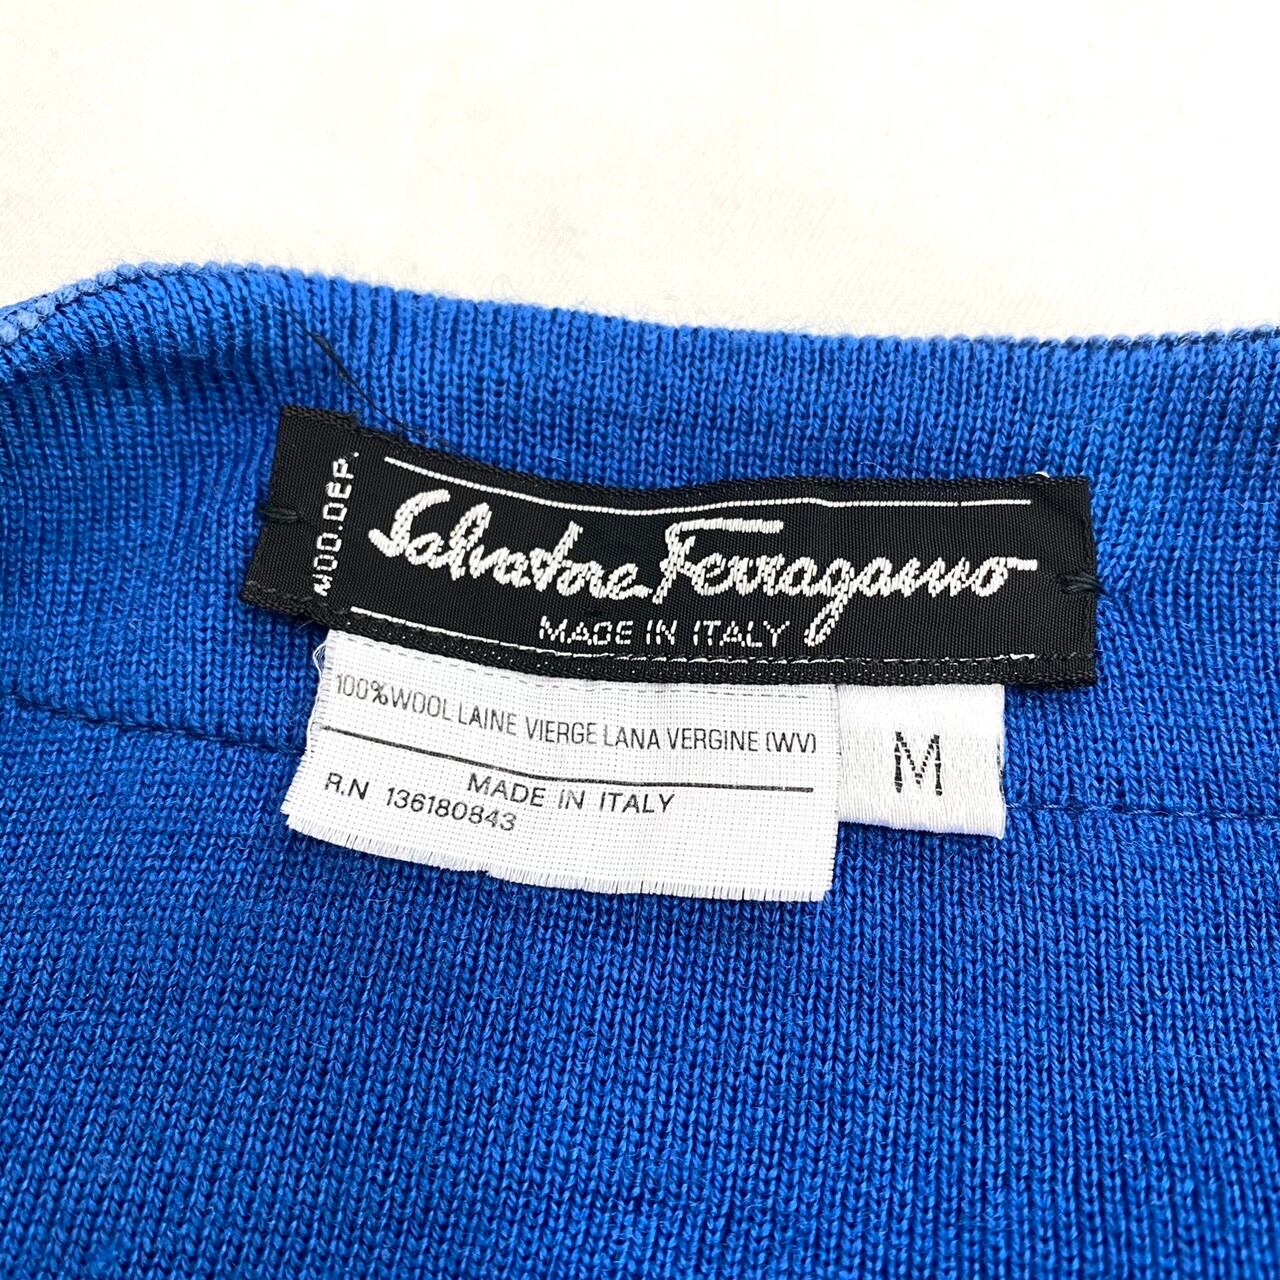 MOD.DEP.
Salvatore Ferragamo
MADE IN ITALY
100%WOOL LAINE VIERGE LANA VERGINE (WV)
MADE IN ITALY
R.N 136180843
M